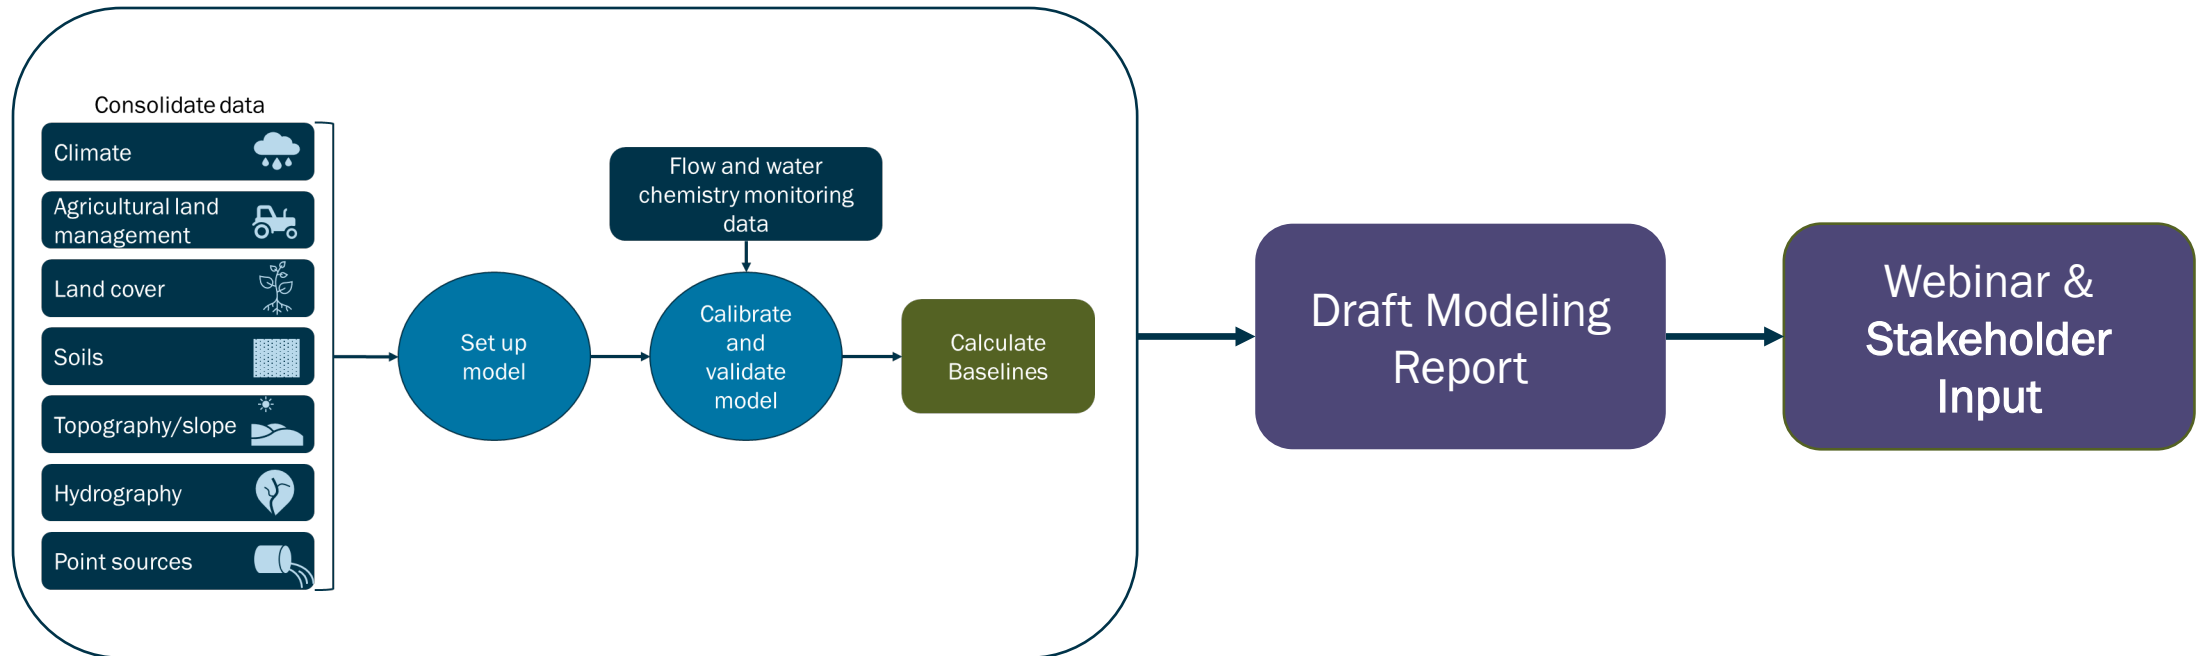 Consolidate data
Climate
Agricultural land
management
Land cover
Soils
Topography/slope
Hydrography
Point sources
Set up
model
Flow and water
chemistry monitoring
data
Calibrate
and
validate
model
Calculate
Baselines
Draft Modeling
Report
Webinar &
Stakeholder
Input